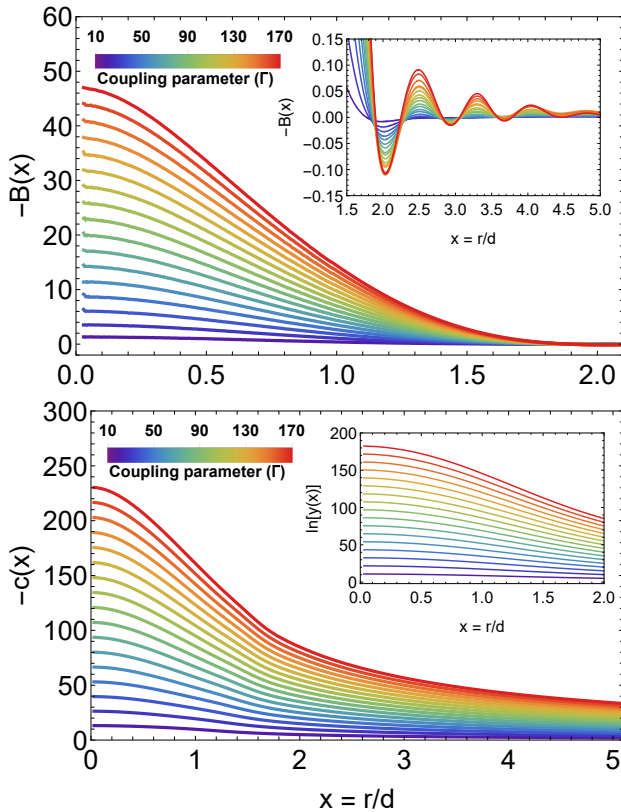 10 50 90 130 170
Coupling parameter (Γ)
60
50
40
30
20
10
0
−B(x)
0.0 0.5 1.0 1.5 2.0
0.15
0.10
0.05
0.00
-0.05
-0.10
-0.15
−B(x)
1.5 2.0 2.5 3.0 3.5 4.0 4.5 5.0
x = r/d
10 50 90 130 170
Coupling parameter (Γ)
300
250
200
150
100
50
0
−c(x)
200
150
100
50
0
ln[y(x)]
0.0 0.5 1.0 1.5 2.0
x = r/d
0 1 2 3 4 5
x = r/d